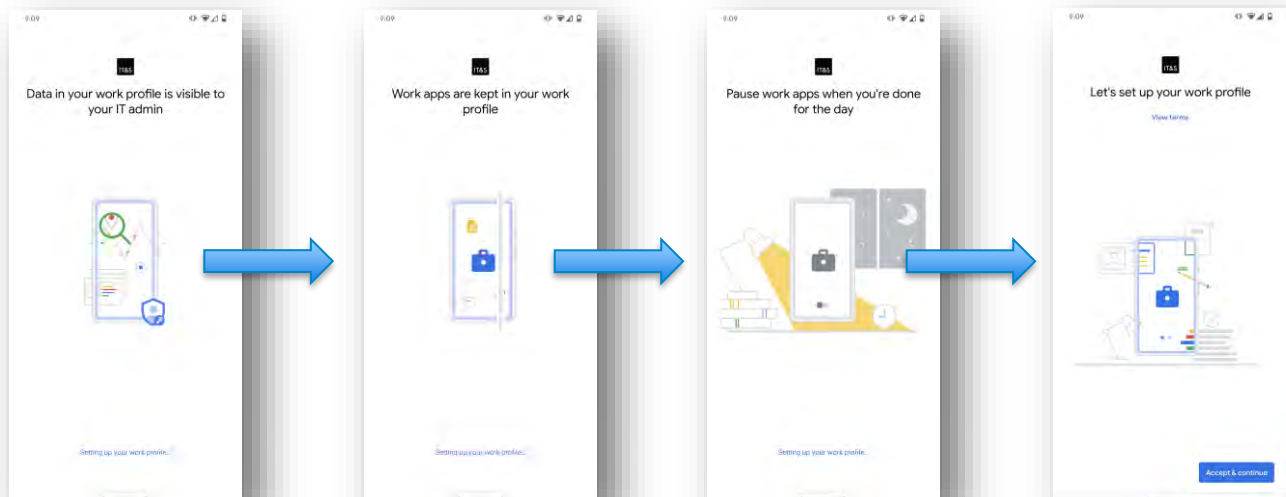 9:09
IT&S
Data in your work profile is visible to
your IT admin
Setting up your work profile...
9:09
IT&S
Work apps are kept in your work
profile
Setting up your work profile...
9:09
IT&S
Pause work apps when you're done
for the day
Setting up your work profile...
9:09
IT&S
Let's set up your work profile
View terms
Accept & continue